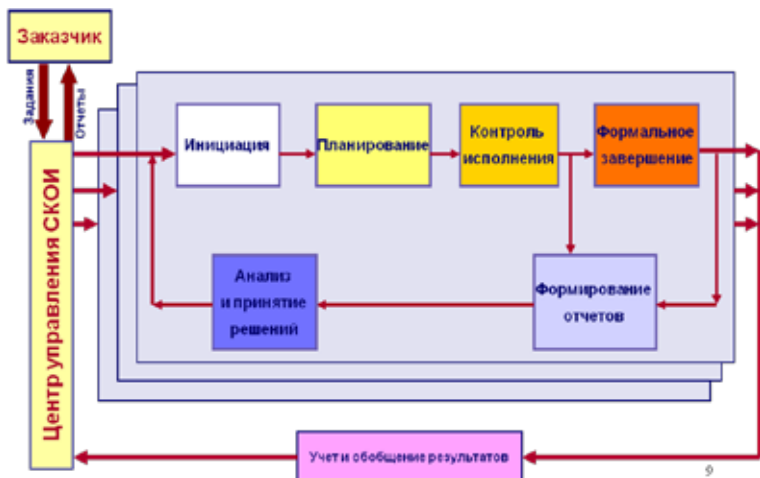 Заказчик
Задания
Отчеты
Центр управления СКОИ
Инициация
Планирование
Контроль
исполнения
Формальное
завершение
Анализ
и принятие
решений
Формирование
отчетов
Учет и обобщение результатов
9